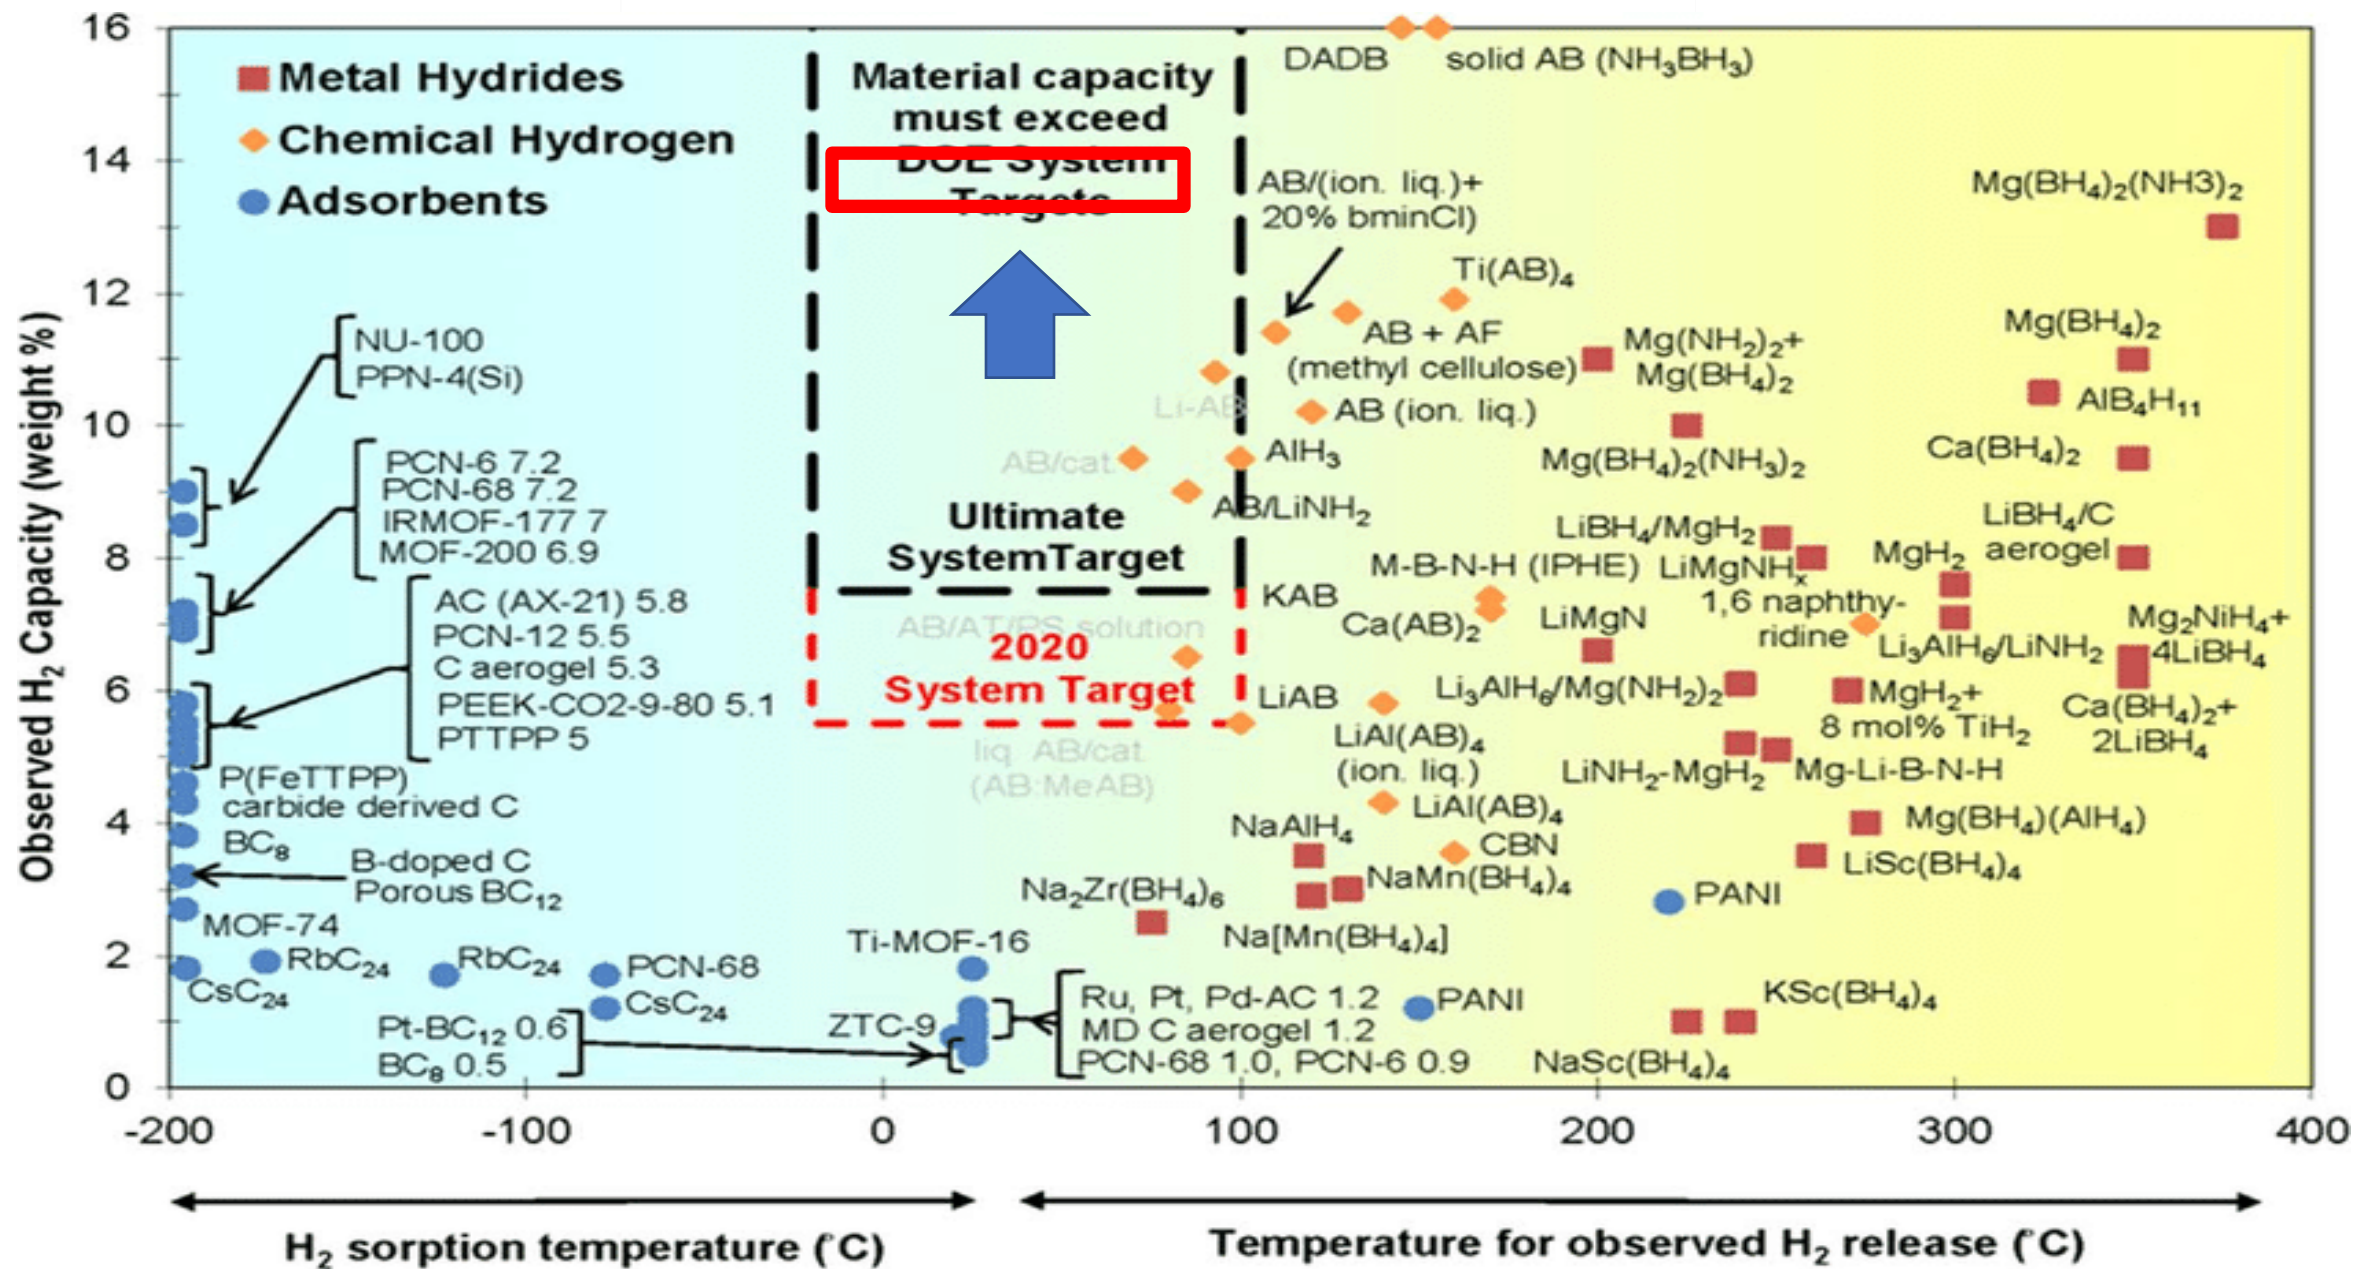 16
14
12
10
8
6
4
2
0
-200
-100
0
100
200
300
400
Observed H₂ Capacity (weight %)
H₂ sorption temperature (°C)
Temperature for observed H₂ release (°C)
Metal Hydrides
Chemical Hydrogen
Adsorbents
Material capacity
must exceed
DOE System
Targets
Ultimate
SystemTarget
2020
System Target
NU-100
PPN-4(Si)
PCN-6 7.2
PCN-68 7.2
IRMOF-177 7
MOF-200 6.9
AC (AX-21) 5.8
PCN-12 5.5
C aerogel 5.3
PEEK-CO2-9-80 5.1
PTTPP 5
P(FeTTPP)
carbide derived C
BC₈
B-doped C
Porous BC₁₂
MOF-74
RbC₂₄
RbC₂₄
PCN-68
CsC₂₄
CsC₂₄
Pt-BC₁₂ 0.6
BC₈ 0.5
Ti-MOF-16
ZTC-9
Ru, Pt, Pd-AC 1.2
MD C aerogel 1.2
PCN-68 1.0, PCN-6 0.9
DADB
solid AB (NH₃BH₃)
AB/(ion. liq.)+
20% bminCl)
Ti(AB)₄
AB + AF
(methyl cellulose)
Li-AB
AB (ion. liq.)
AB/cat.
AlH₃
AB/LiNH₂
AB/AT/PS solution
liq. AB/cat.
(AB:MeAB)
KAB
M-B-N-H (IPHE)
Ca(AB)₂
LiAB
LiAl(AB)₄
(ion. liq.)
LiAl(AB)₄
CBN
1,6 naphthy-
ridine
Mg(BH₄)₂(NH3)₂
Mg(NH₂)₂+
Mg(BH₄)₂
Mg(BH₄)₂
AlB₄H₁₁
Mg(BH₄)₂(NH₃)₂
Ca(BH₄)₂
LiBH₄/MgH₂
LiMgNHₓ
MgH₂
LiBH₄/C
aerogel
LiMgN
Li₃AlH₆/LiNH₂
Mg₂NiH₄+
4LiBH₄
Li₃AlH₆/Mg(NH₂)₂
MgH₂+
8 mol% TiH₂
Ca(BH₄)₂+
2LiBH₄
LiNH₂-MgH₂
Mg-Li-B-N-H
Mg(BH₄)(AlH₄)
LiSc(BH₄)₄
NaAlH₄
NaMn(BH₄)₄
Na₂Zr(BH₄)₆
Na[Mn(BH₄)₄]
PANI
PANI
KSc(BH₄)₄
NaSc(BH₄)₄